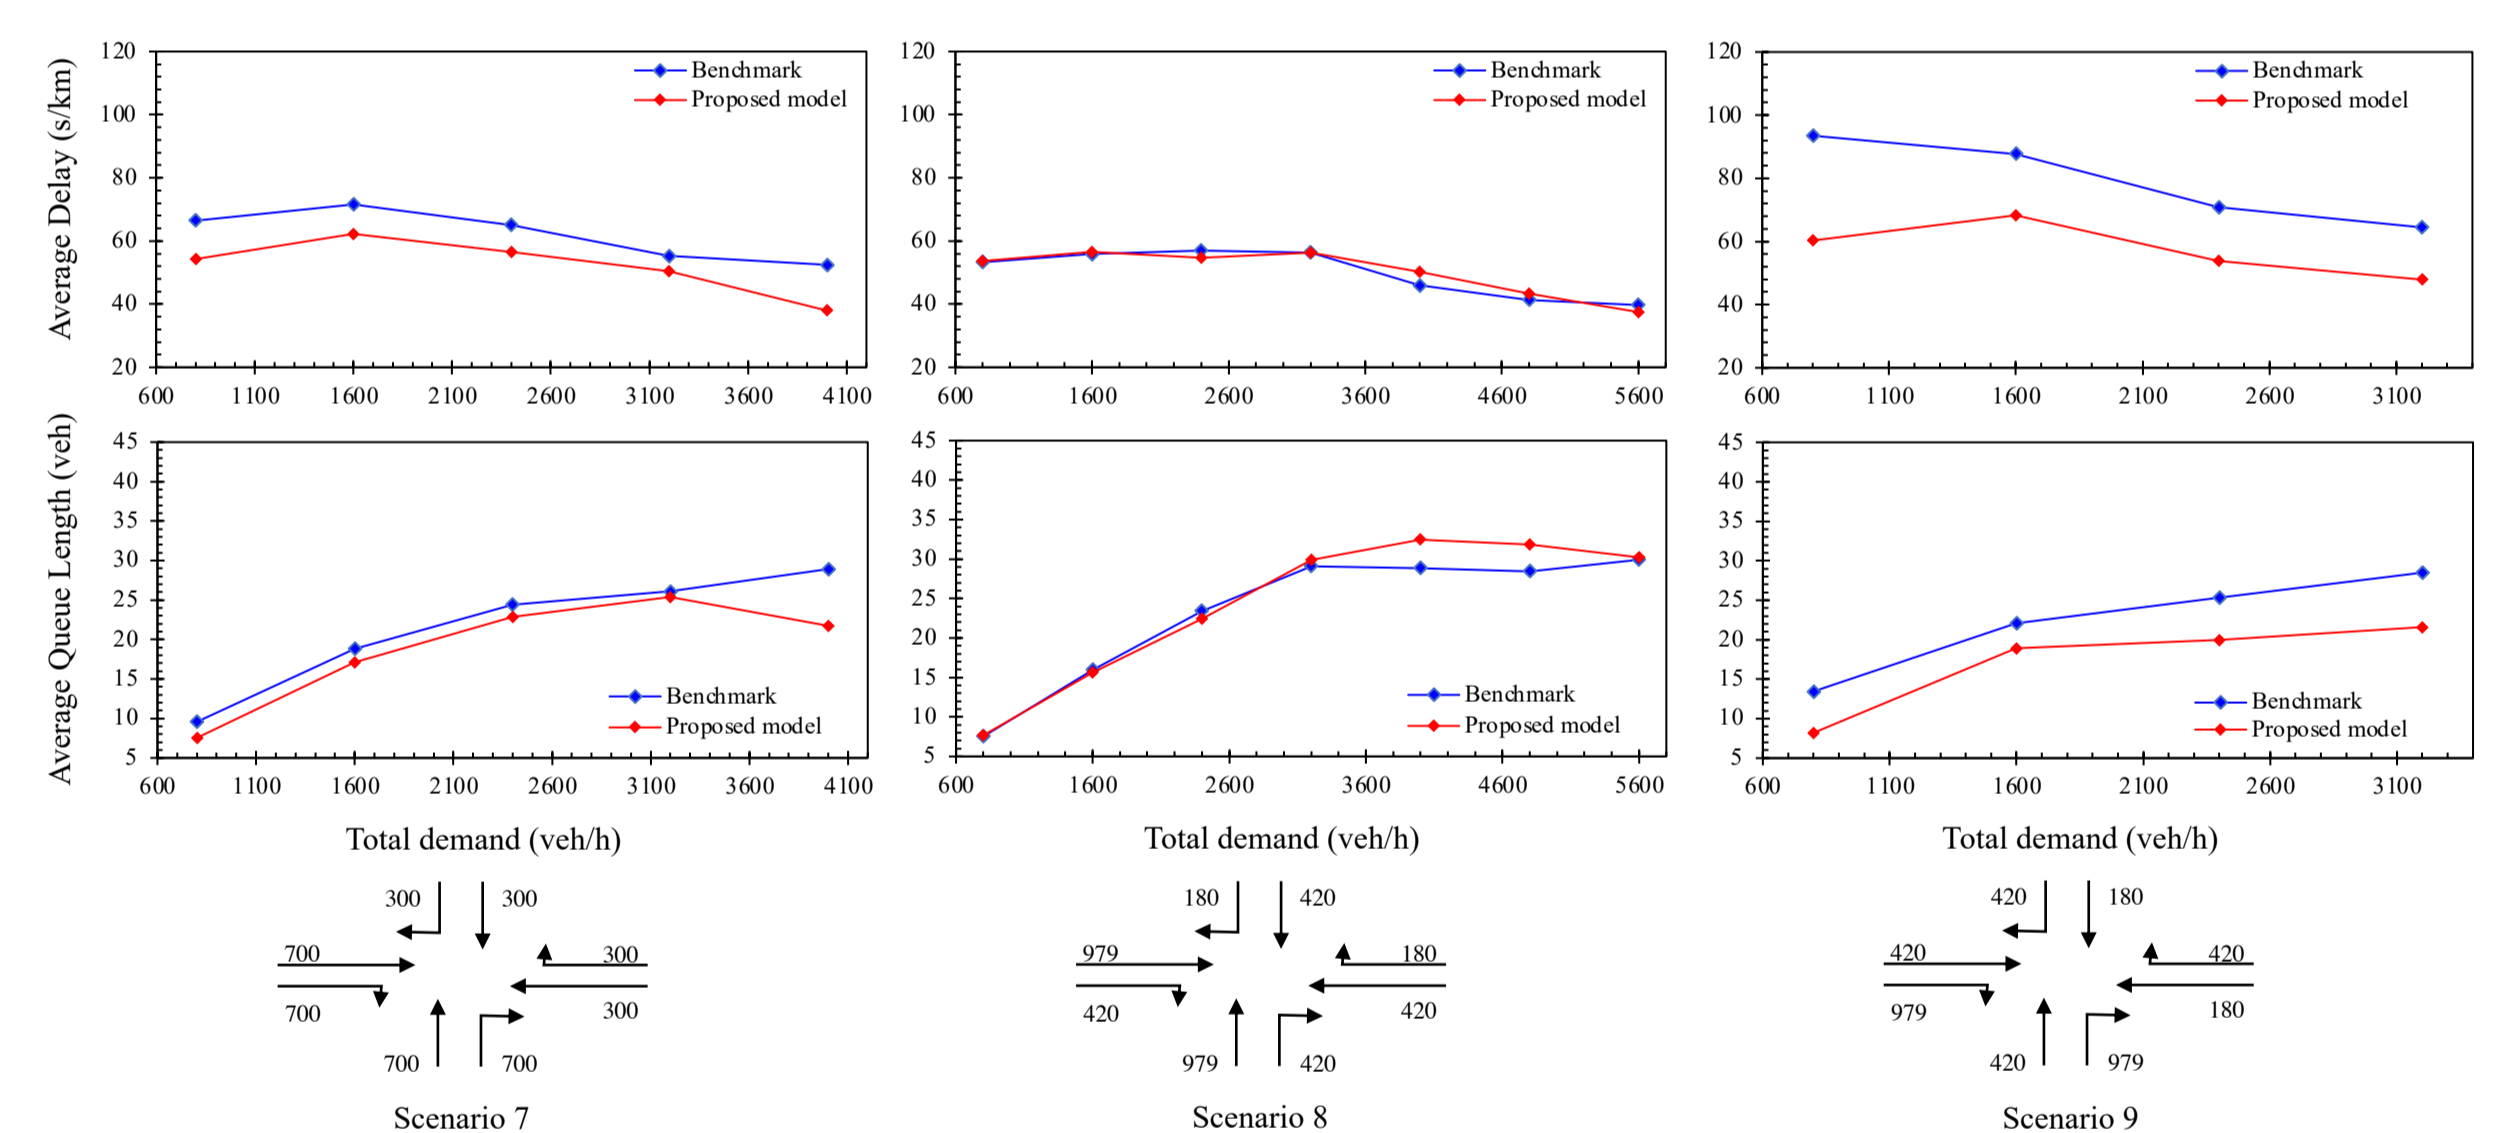 Average Delay (s/km)
120
100
80
60
40
20
Benchmark
Proposed model
600 1100 1600 2100 2600 3100 3600 4100
120
100
80
60
40
20
Benchmark
Proposed model
600 1600 2600 3600 4600 5600
120
100
80
60
40
20
Benchmark
Proposed model
600 1100 1600 2100 2600 3100
Average Queue Length (veh)
45
40
35
30
25
20
15
10
5
Benchmark
Proposed model
600 1100 1600 2100 2600 3100 3600 4100
Total demand (veh/h)
45
40
35
30
25
20
15
10
5
Benchmark
Proposed model
600 1600 2600 3600 4600 5600
Total demand (veh/h)
45
40
35
30
25
20
15
10
5
Benchmark
Proposed model
600 1100 1600 2100 2600 3100
Total demand (veh/h)
300 300
700 300
700 300
700 700
Scenario 7
180 420
979 180
420 420
979 420
Scenario 8
420 180
420 420
979 180
420 979
Scenario 9